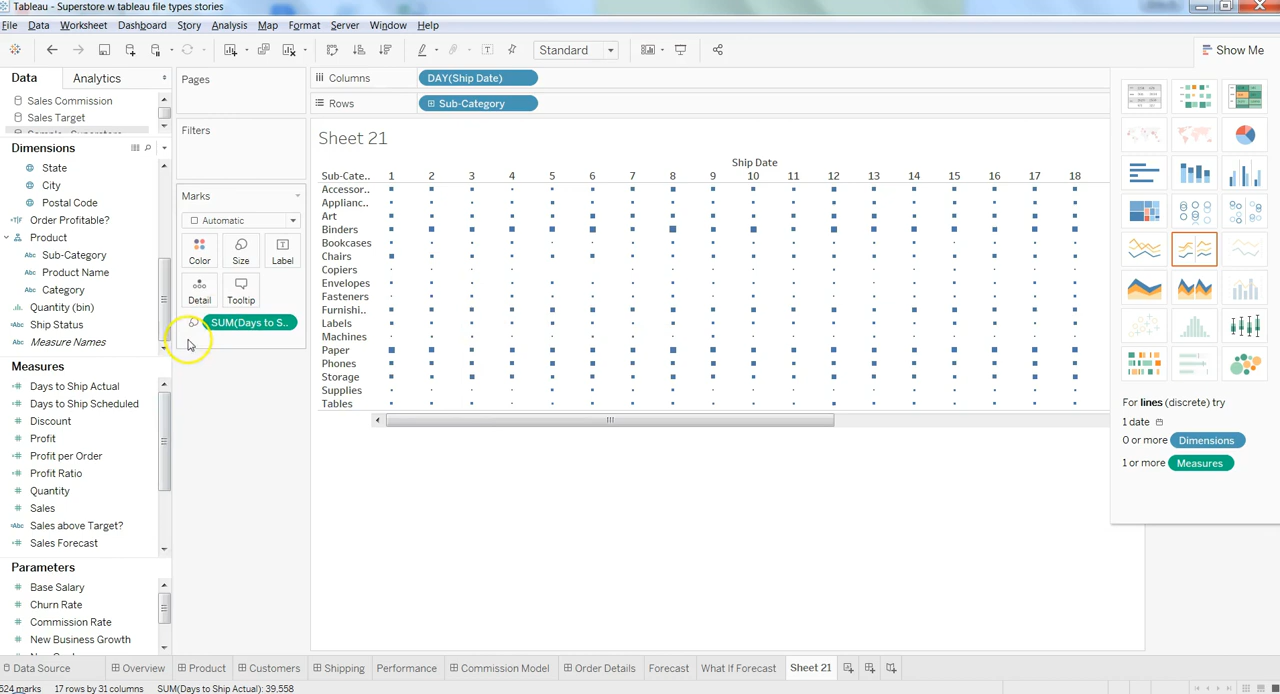 Tableau - Superstore w tableau file types stories
File Data Worksheet Dashboard Story Analysis Map Format Server Window Help
Standard
Show Me
Data Analytics
Sales Commission
Sales Target
Sample - Superstore
Dimensions
State
City
Postal Code
Order Profitable?
Product
Sub-Category
Product Name
Category
Quantity (bin)
Abc Ship Status
Abc Measure Names
Measures
Days to Ship Actual
Days to Ship Scheduled
Discount
Profit
Profit per Order
Profit Ratio
Quantity
Sales
Abc Sales above Target?
Sales Forecast
Parameters
Base Salary
Churn Rate
Commission Rate
New Business Growth
Pages
Filters
Marks
Automatic
Color Size Label
Detail Tooltip
SUM(Days to S..
Columns DAY(Ship Date)
Rows Sub-Category
Sheet 21
Ship Date
Sub-Cate.. 1 2 3 4 5 6 7 8 9 10 11 12 13 14 15 16 17 18
Accessor..
Applianc..
Art
Binders
Bookcases
Chairs
Copiers
Envelopes
Fasteners
Furnishi..
Labels
Machines
Paper
Phones
Storage
Supplies
Tables
For lines (discrete) try
1 date
0 or more Dimensions
1 or more Measures
Data Source Overview Product Customers Shipping Performance Commission Model Order Details Forecast What If Forecast Sheet 21
524 marks 17 rows by 31 columns SUM(Days to Ship Actual): 39,558